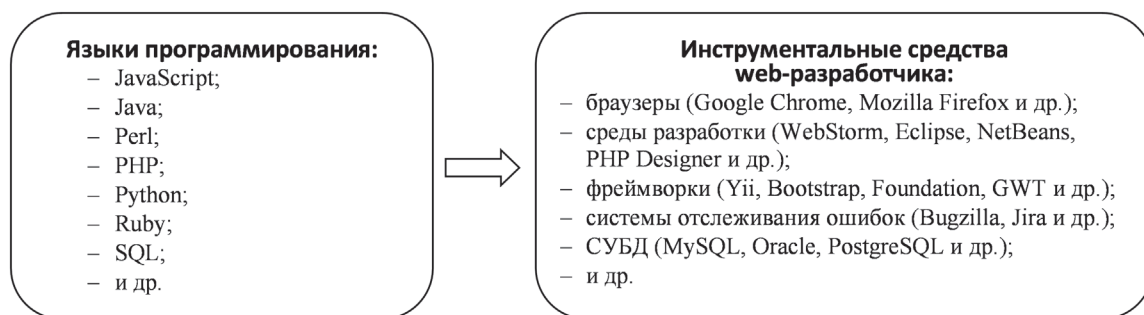 Языки программирования:
– JavaScript;
– Java;
– Perl;
– PHP;
– Python;
– Ruby;
– SQL;
– и др.
Инструментальные средства
web-разработчика:
– браузеры (Google Chrome, Mozilla Firefox и др.);
– среды разработки (WebStorm, Eclipse, NetBeans,
PHP Designer и др.);
– фреймворки (Yii, Bootstrap, Foundation, GWT и др.);
– системы отслеживания ошибок (Bugzilla, Jira и др.);
– СУБД (MySQL, Oracle, PostgreSQL и др.);
– и др.